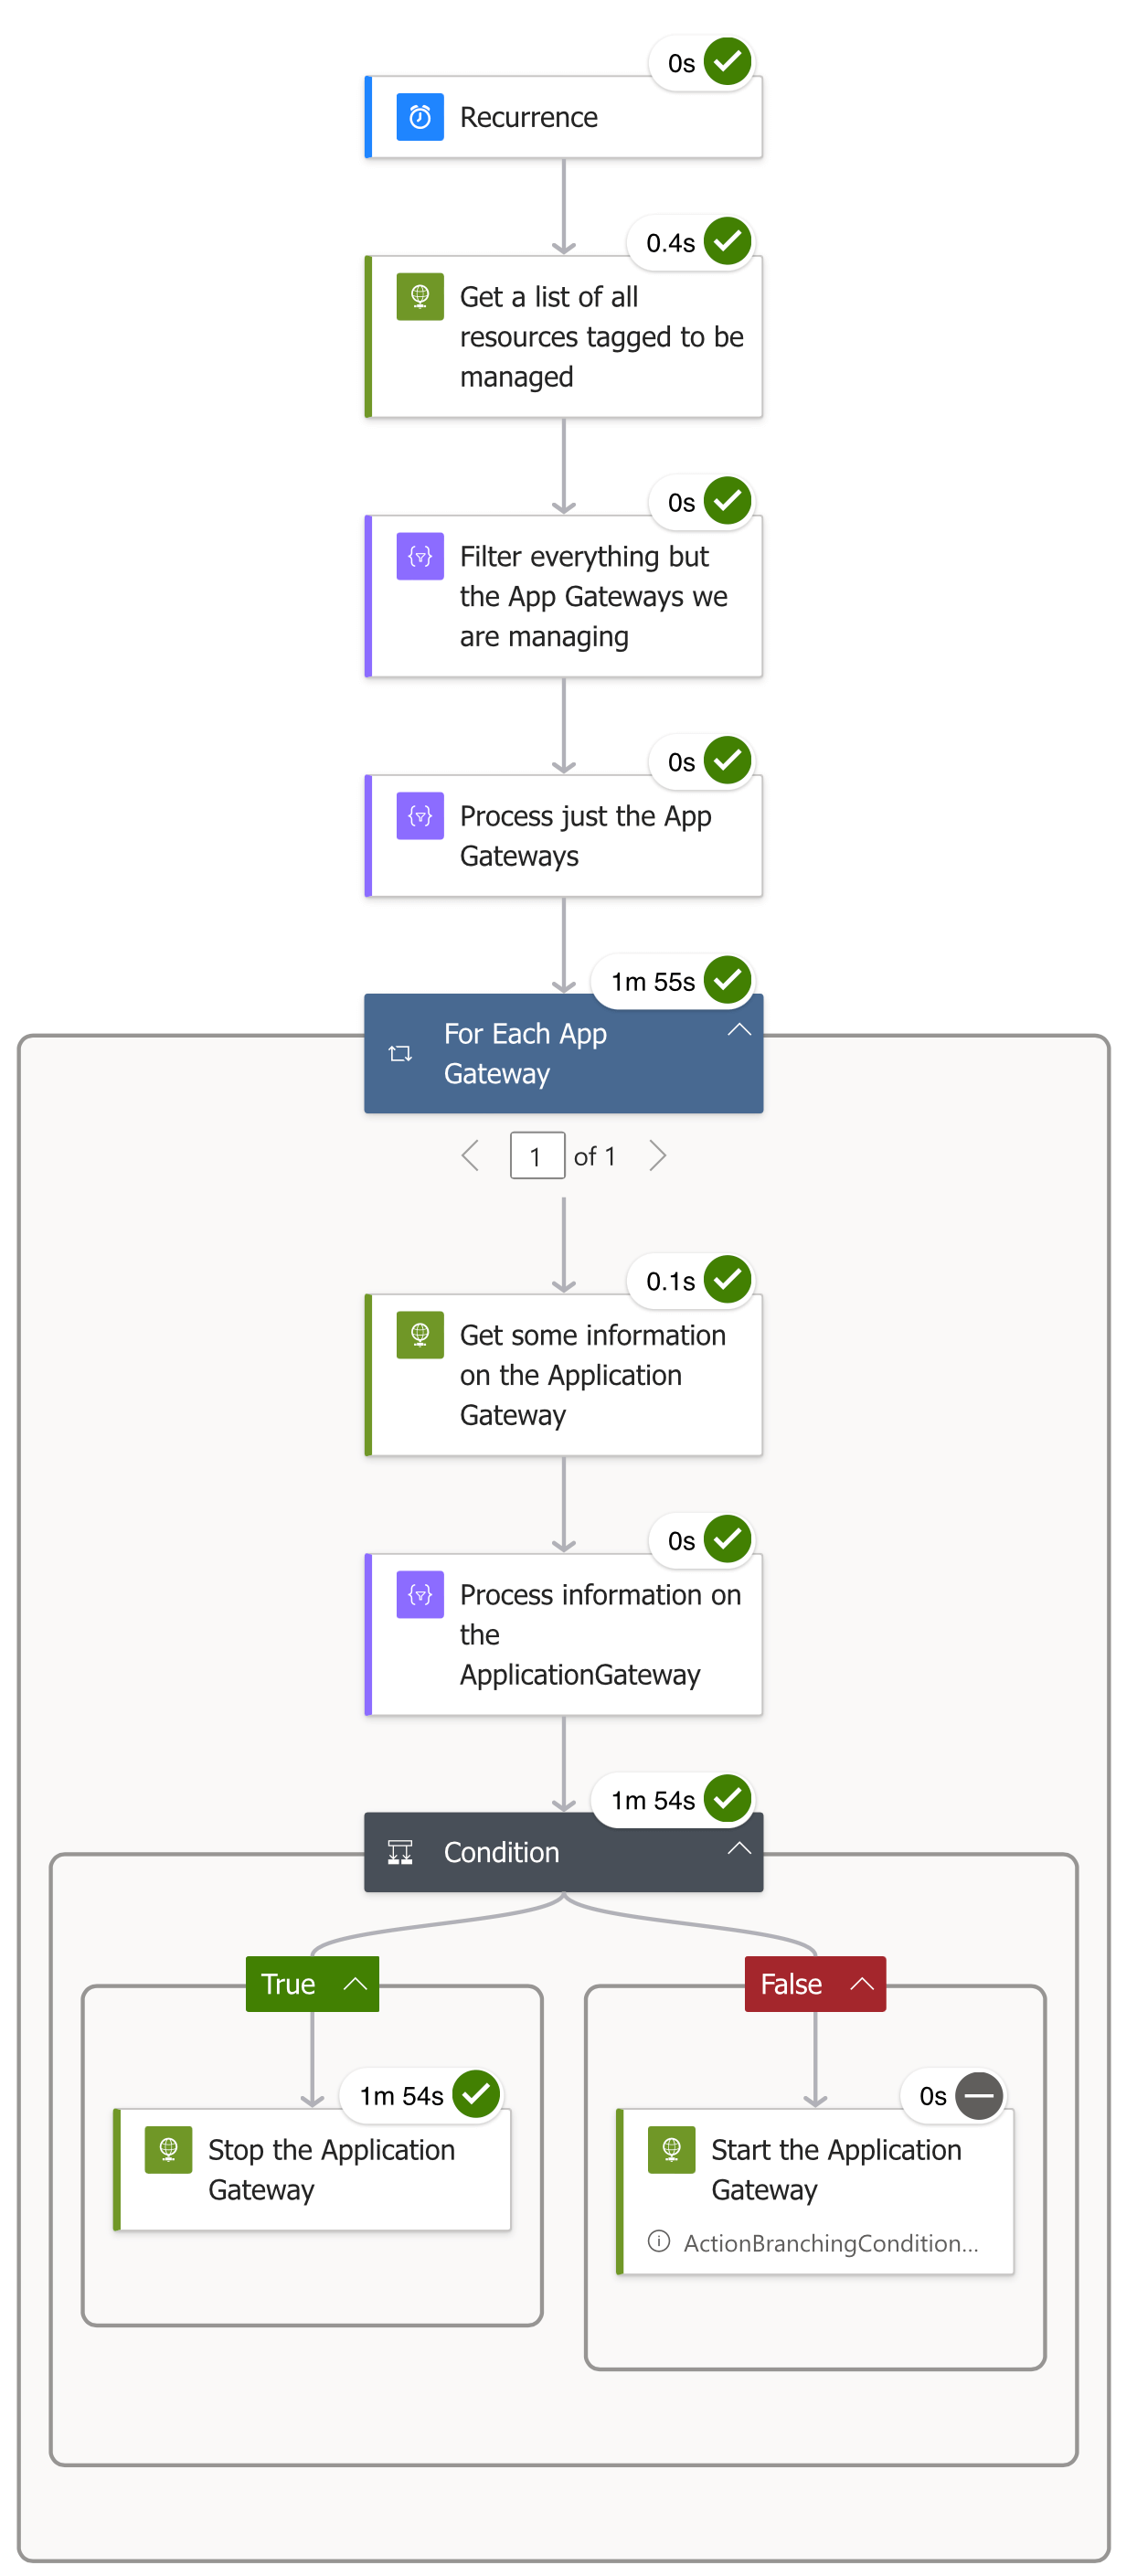 0s
Recurrence
0.4s
Get a list of all
resources tagged to be
managed
0s
Filter everything but
the App Gateways we
are managing
0s
Process just the App
Gateways
1m 55s
For Each App
Gateway
1 of 1
0.1s
Get some information
on the Application
Gateway
0s
Process information on
the
ApplicationGateway
1m 54s
Condition
True
False
1m 54s
Stop the Application
Gateway
0s
Start the Application
Gateway
ActionBranchingCondition...